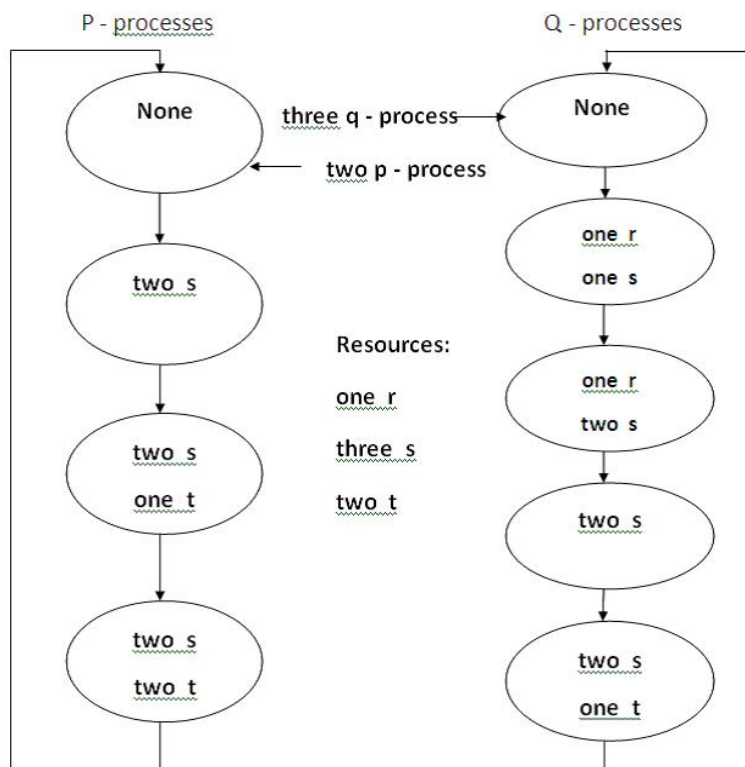 P - processes
None
two s
two s
one t
two s
two t
three q - process
two p - process
Resources:
one r
three s
two t
Q - processes
None
one r
one s
one r
two s
two s
two s
one t